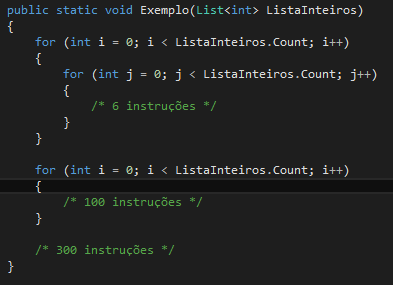 public static void Exemplo(List<int> ListaInteiros)
{
    for (int i = 0; i < ListaInteiros.Count; i++)
    {
        for (int j = 0; j < ListaInteiros.Count; j++)
        {
            /* 6 instruções */
        }
    }
    for (int i = 0; i < ListaInteiros.Count; i++)
    {
        /* 100 instruções */
    }
    /* 300 instruções */
}